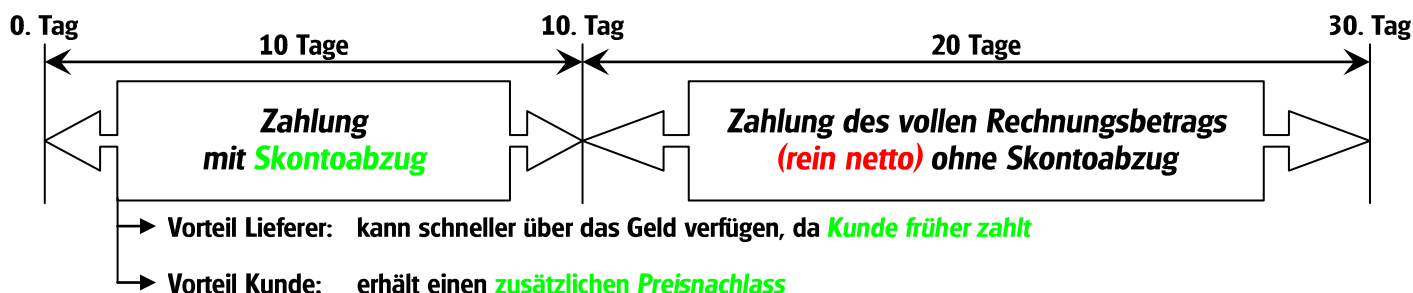 0. Tag 10. Tag 30. Tag
10 Tage 20 Tage
Zahlung
mit Skontoabzug
Zahlung des vollen Rechnungsbetrags
(rein netto) ohne Skontoabzug
Vorteil Lieferer: kann schneller über das Geld verfügen, da Kunde früher zahlt
Vorteil Kunde: erhält einen zusätzlichen Preisnachlass